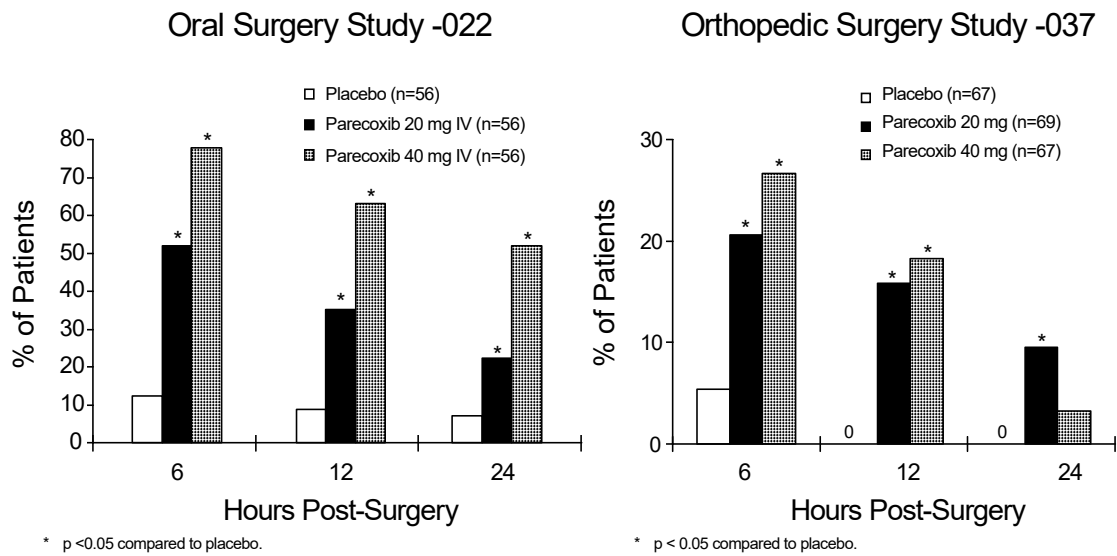 Oral Surgery Study -022
Placebo (n=56)
Parecoxib 20 mg IV (n=56)
Parecoxib 40 mg IV (n=56)
80
70
60
50
40
30
20
10
0
% of Patients
*
*
*
*
*
*
6 12 24
Hours Post-Surgery
* p <0.05 compared to placebo.
Orthopedic Surgery Study -037
Placebo (n=67)
Parecoxib 20 mg (n=69)
Parecoxib 40 mg (n=67)
30
20
10
0
% of Patients
*
*
*
*
*
0 0
6 12 24
Hours Post-Surgery
* p < 0.05 compared to placebo.